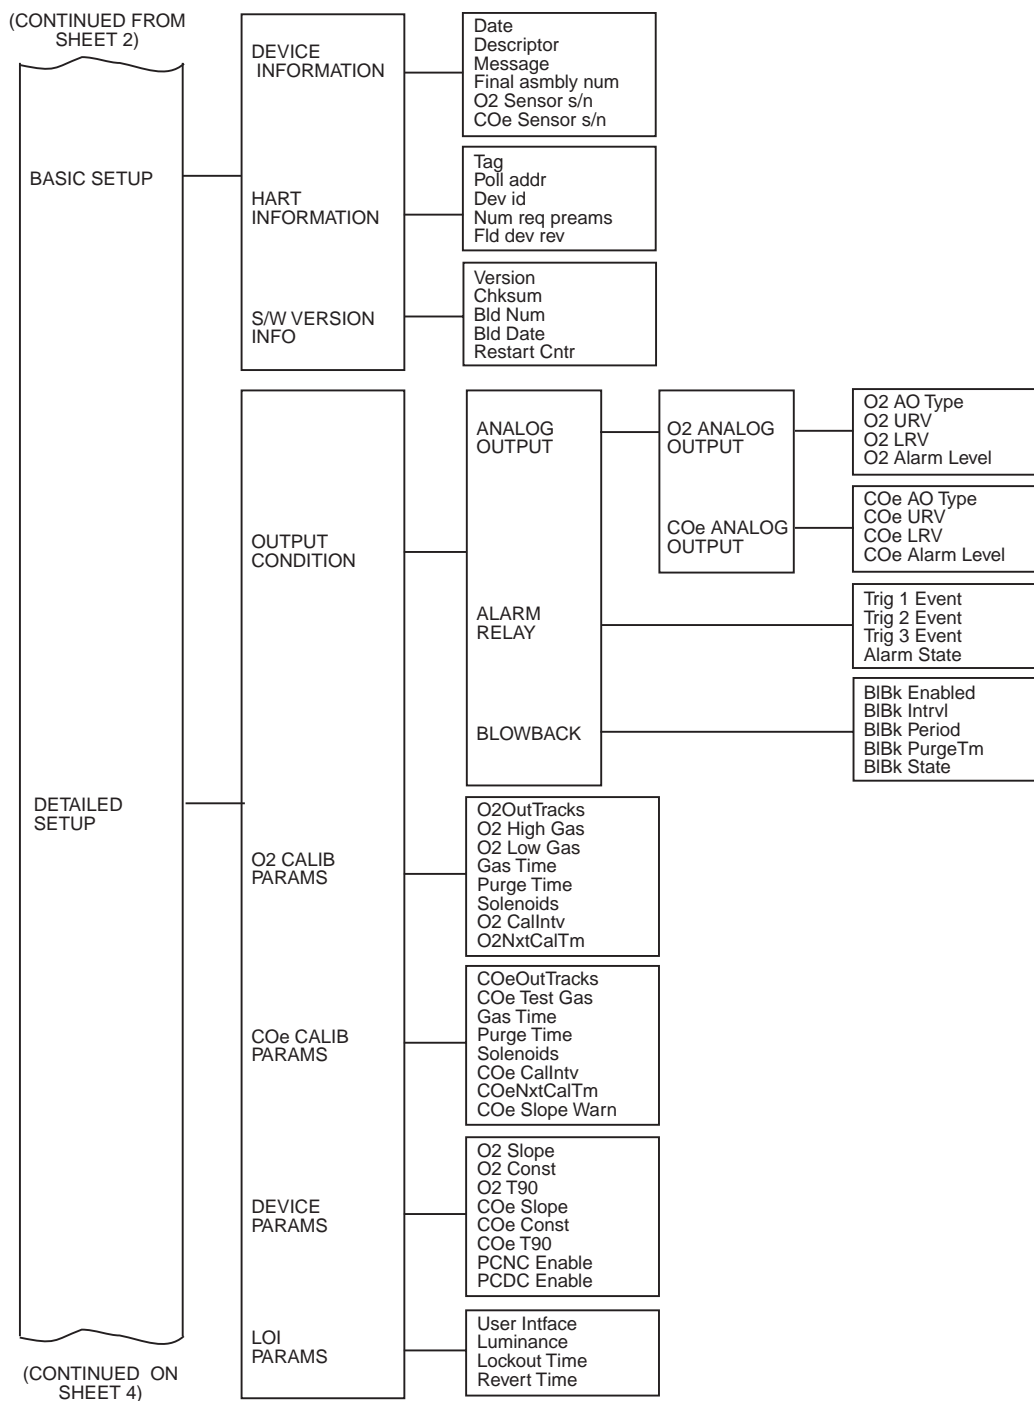 (CONTINUED FROM
SHEET 2)
BASIC SETUP
DEVICE
INFORMATION
Date
Descriptor
Message
Final asmbly num
O2 Sensor s/n
COe Sensor s/n
HART
INFORMATION
Tag
Poll addr
Dev id
Num req preams
Fld dev rev
S/W VERSION
INFO
Version
Chksum
Bld Num
Bld Date
Restart Cntr
DETAILED
SETUP
OUTPUT
CONDITION
ANALOG
OUTPUT
O2 ANALOG
OUTPUT
O2 AO Type
O2 URV
O2 LRV
O2 Alarm Level
COe ANALOG
OUTPUT
COe AO Type
COe URV
COe LRV
COe Alarm Level
ALARM
RELAY
Trig 1 Event
Trig 2 Event
Trig 3 Event
Alarm State
BLOWBACK
BlBk Enabled
BlBk Intrvl
BlBk Period
BlBk PurgeTm
BlBk State
O2 CALIB
PARAMS
O2OutTracks
O2 High Gas
O2 Low Gas
Gas Time
Purge Time
Solenoids
O2 CalIntv
O2NxtCalTm
COe CALIB
PARAMS
COeOutTracks
COe Test Gas
Gas Time
Purge Time
Solenoids
COe CalIntv
COeNxtCalTm
COe Slope Warn
DEVICE
PARAMS
O2 Slope
O2 Const
O2 T90
COe Slope
COe Const
COe T90
PCNC Enable
PCDC Enable
LOI
PARAMS
User Intface
Luminance
Lockout Time
Revert Time
(CONTINUED ON
SHEET 4)